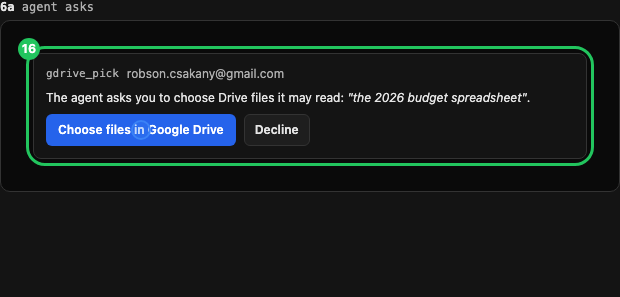 6a agent asks
16
gdrive_pick robson.csakany@gmail.com
The agent asks you to choose Drive files it may read: "the 2026 budget spreadsheet".
Choose files in Google Drive Decline